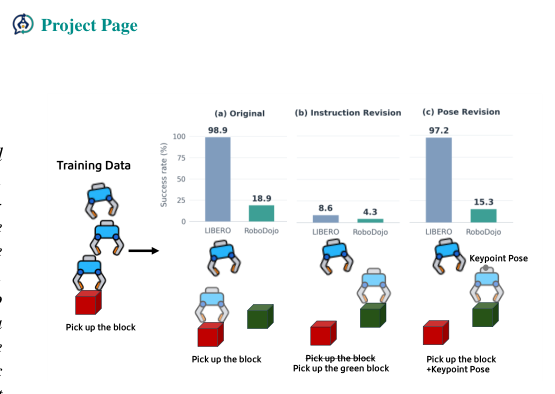 Project Page
(a) Original
(b) Instruction Revision
(c) Pose Revision
Success rate (%)
100
75
50
25
0
98.9
18.9
8.6
4.3
97.2
15.3
LIBERO
RoboDojo
LIBERO
RoboDojo
LIBERO
RoboDojo
Training Data
Pick up the block
Pick up the block
Pick up the block
Pick up the green block
Keypoint Pose
Pick up the block
+Keypoint Pose